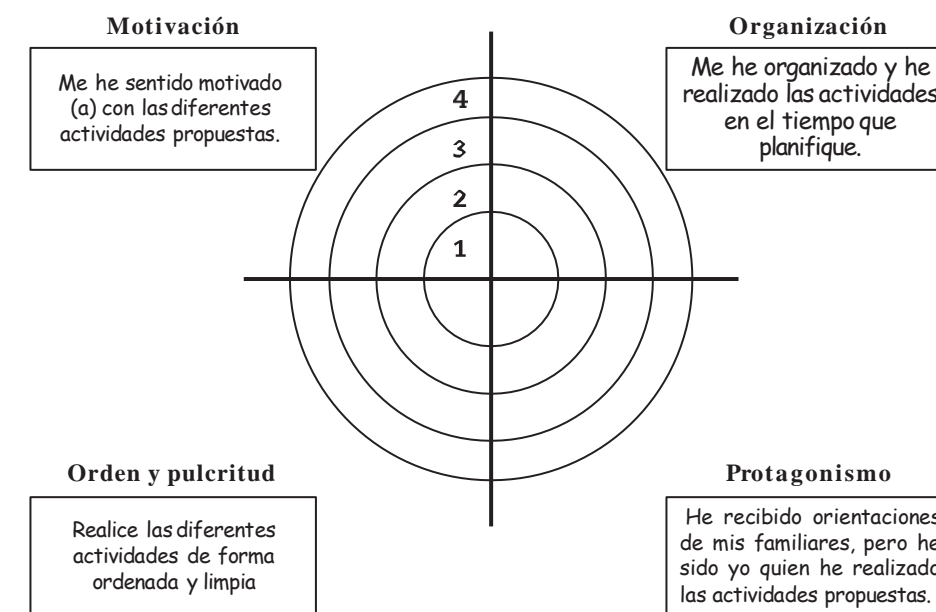 Motivación
Me he sentido motivado
(a) con las diferentes
actividades propuestas.
Organización
Me he organizado y he
realizado las actividades
en el tiempo que
planifique.
4
3
2
1
Orden y pulcritud
Realice las diferentes
actividades de forma
ordenada y limpia
Protagonismo
He recibido orientaciones
de mis familiares, pero he
sido yo quien he realizado
las actividades propuestas.